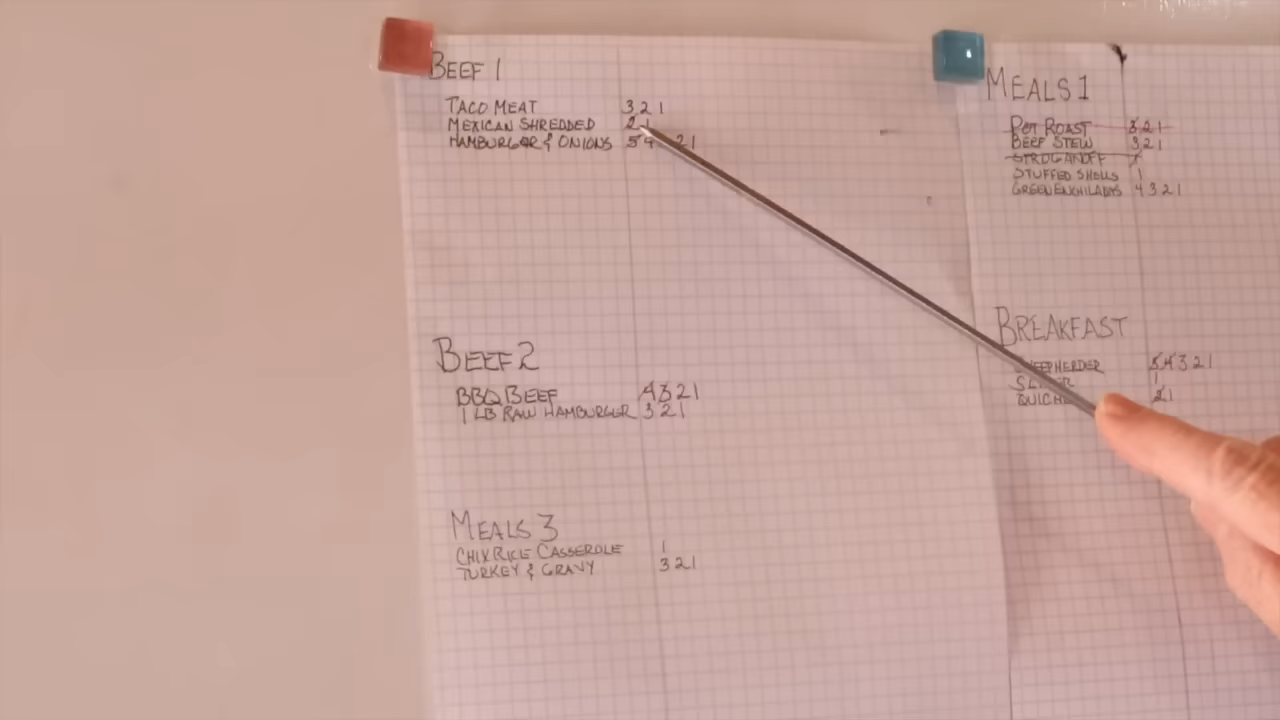 BEEF 1
TACO MEAT 3 2 1
MEXICAN SHREDDED 2 1
HAMBURGER & ONIONS 5 4 2 1
BEEF 2
BBQ BEEF 4 3 2 1
1 LB RAW HAMBURGER 3 2 1
MEALS 3
CHIX RICE CASSEROLE 1
TURKEY & GRAVY 3 2 1
MEALS 1
POT ROAST 3 2 1
BEEF STEW 3 2 1
STROGANOFF 1
STUFFED SHELLS 1
GREEN ENCHILADAS 4 3 2 1
BREAKFAST
5 4 3 2 1
1
QUICHE 2 1